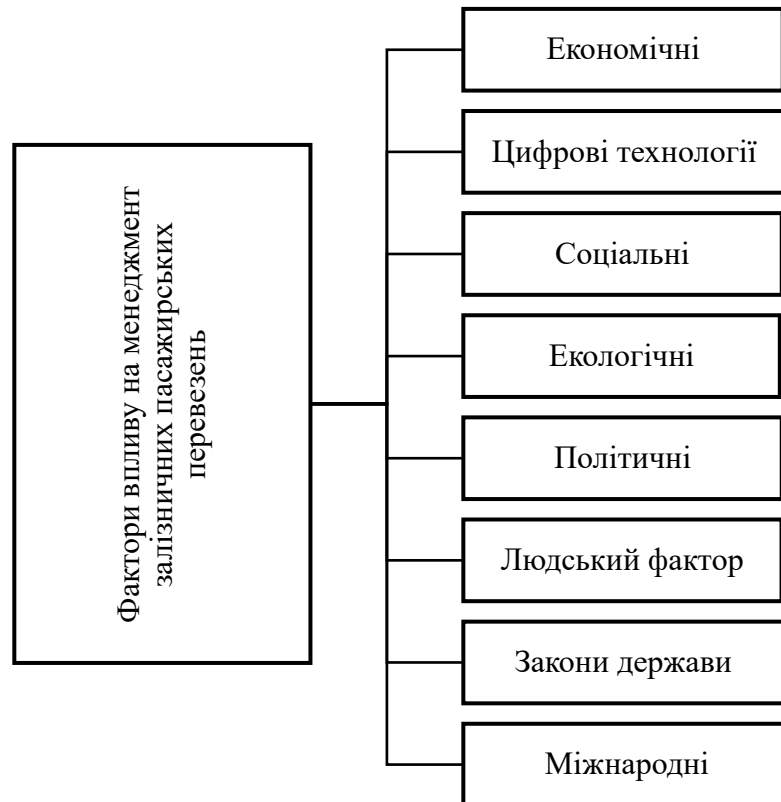 Фактори впливу на менеджмент
залізничних пасажирських
перевезень
Економічні
Цифрові технології
Соціальні
Екологічні
Політичні
Людський фактор
Закони держави
Міжнародні